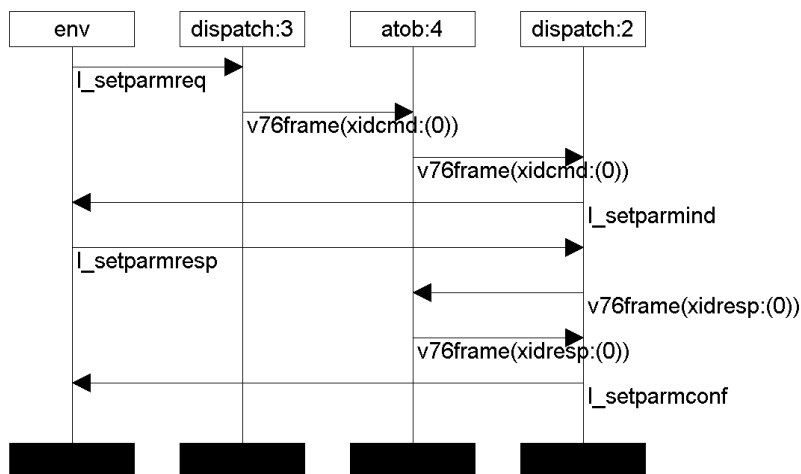 env
dispatch:3
atob:4
dispatch:2
l_setparmreq
v76frame(xidcmd:(0))
v76frame(xidcmd:(0))
l_setparmind
l_setparmresp
v76frame(xidresp:(0))
v76frame(xidresp:(0))
l_setparmconf